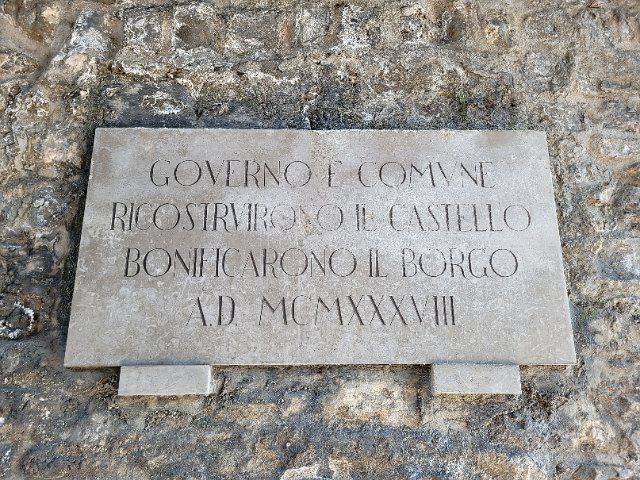 GOVERNO E COMVNE
RICOSTRVIRONO IL CASTELLO
BONIFICARONO IL BORGO
A.D. MCMXXXVIII